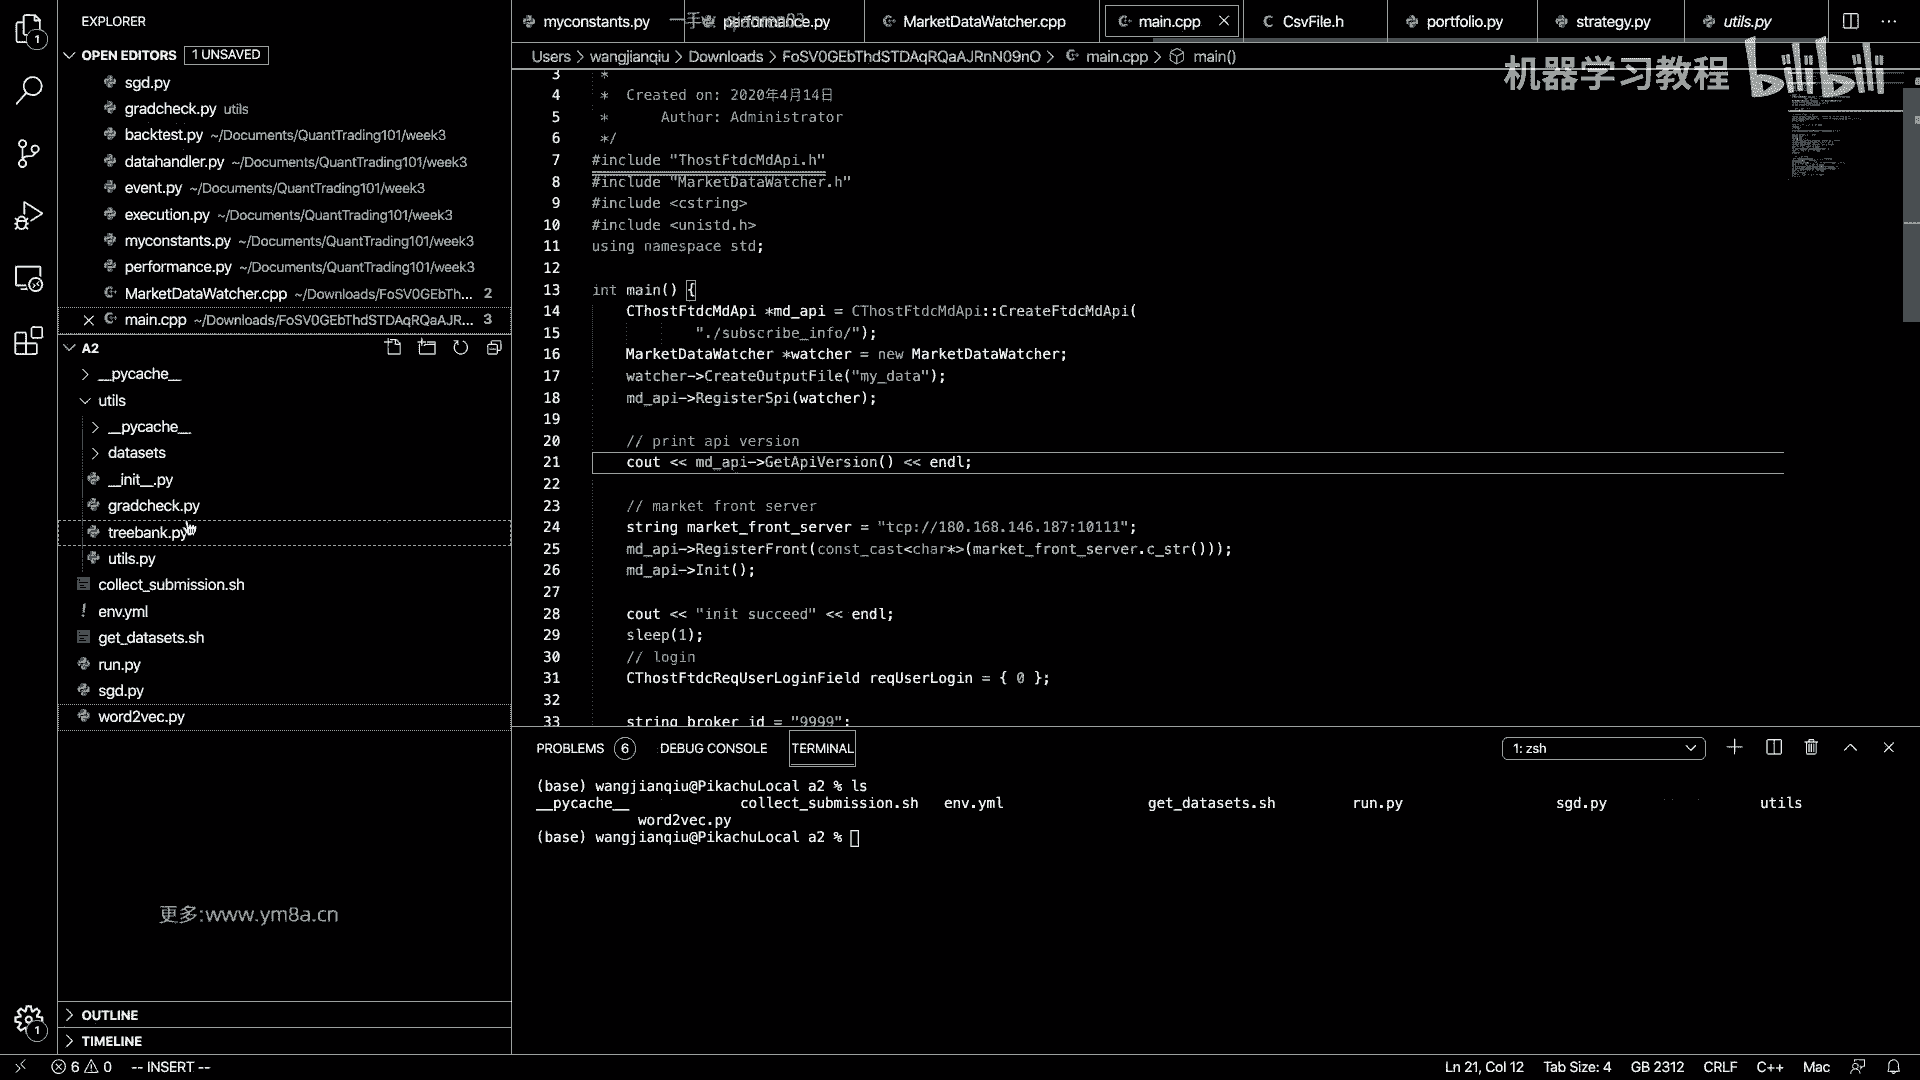 EXPLORER
OPEN EDITORS 1 UNSAVED
sgd.py
gradcheck.py utils
backtest.py ~/Documents/QuantTrading101/week3
datahandler.py ~/Documents/QuantTrading101/week3
event.py ~/Documents/QuantTrading101/week3
execution.py ~/Documents/QuantTrading101/week3
myconstants.py ~/Documents/QuantTrading101/week3
performance.py ~/Documents/QuantTrading101/week3
MarketDataWatcher.cpp ~/Downloads/FoSV0GEbTh... 2
main.cpp ~/Downloads/FoSV0GEbThdSTDAqRQaAJR... 3
A2
__pycache__
utils
__pycache__
datasets
__init__.py
gradcheck.py
treebank.py
utils.py
collect_submission.sh
env.yml
get_datasets.sh
run.py
sgd.py
word2vec.py
更多:www.ym8a.cn
OUTLINE
TIMELINE
myconstants.py performance.py MarketDataWatcher.cpp main.cpp CsvFile.h portfolio.py strategy.py utils.py
Users > wangjianqiu > Downloads > FoSV0GEbThdSTDAqRQaAJRnN09nO > main.cpp > main()
机器学习教程 bilibili
3 *
4 * Created on: 2020年4月14日
5 * Author: Administrator
6 */
7 #include "ThostFtdcMdApi.h"
8 #include "MarketDataWatcher.h"
9 #include <cstring>
10 #include <unistd.h>
11 using namespace std;
12
13 int main() {
14 CThostFtdcMdApi *md_api = CThostFtdcMdApi::CreateFtdcMdApi(
15 "./subscribe_info/");
16 MarketDataWatcher *watcher = new MarketDataWatcher;
17 watcher->CreateOutputFile("my_data");
18 md_api->RegisterSpi(watcher);
19
20 // print api version
21 cout << md_api->GetApiVersion() << endl;
22
23 // market front server
24 string market_front_server = "tcp://180.168.146.187:10111";
25 md_api->RegisterFront(const_cast<char*>(market_front_server.c_str()));
26 md_api->Init();
27
28 cout << "init succeed" << endl;
29 sleep(1);
30 // login
31 CThostFtdcReqUserLoginField reqUserLogin = { 0 };
32
33 string broker_id = "9999";
PROBLEMS 6 DEBUG CONSOLE TERMINAL 1: zsh
(base) wangjianqiu@PikachuLocal a2 % ls
__pycache__ collect_submission.sh env.yml get_datasets.sh run.py sgd.py utils
word2vec.py
(base) wangjianqiu@PikachuLocal a2 %
6 0 -- INSERT -- Ln 21, Col 12 Tab Size: 4 GB 2312 CRLF C++ Mac